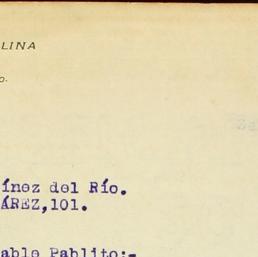 LINA
O.
ínez del Río.
ÁREZ,101.
able Pablito:-